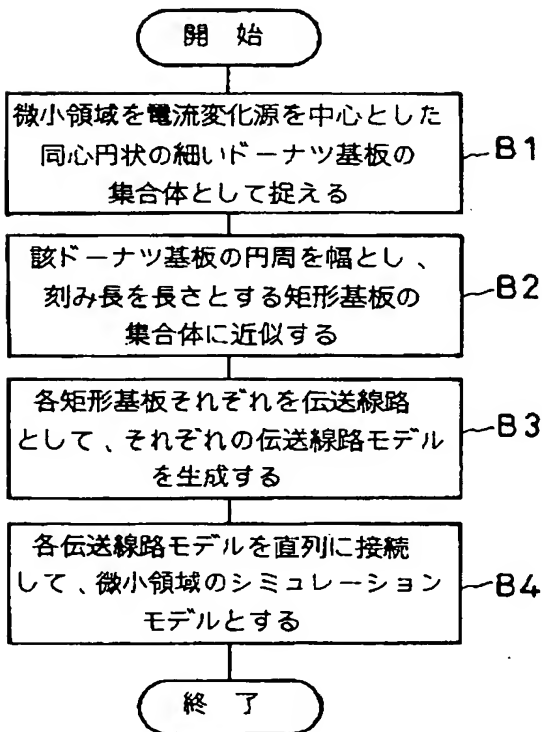 開 始
微小領域を電流変化源を中心とした
同心円状の細いドーナツ基板の
集合体として捉える
B1
該ドーナツ基板の円周を幅とし、
刻み長を長さとする矩形基板の
集合体に近似する
B2
各矩形基板それぞれを伝送線路
として、それぞれの伝送線路モデル
を生成する
B3
各伝送線路モデルを直列に接続
して、微小領域のシミュレーション
モデルとする
B4
終 了